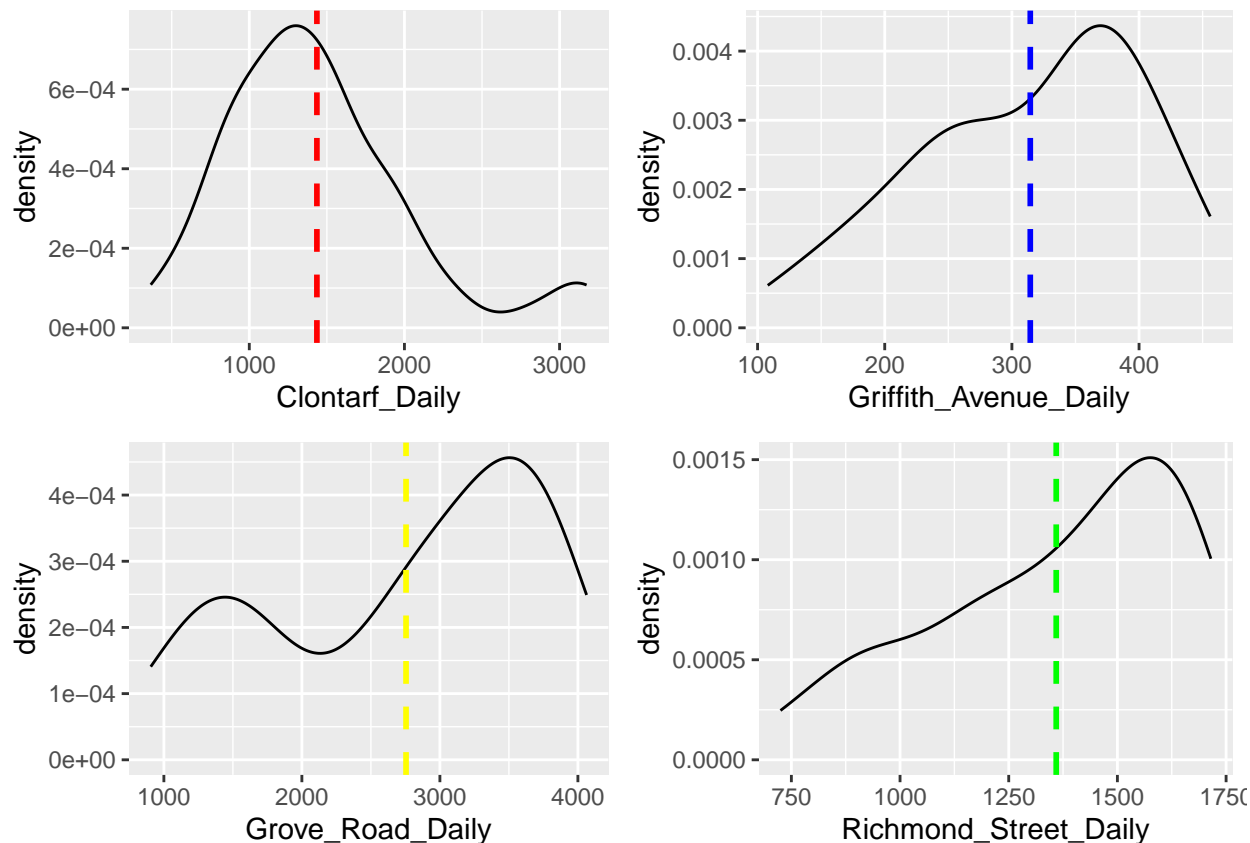 density
6e−04
4e−04
2e−04
0e+00
1000 2000 3000
Clontarf_Daily
density
0.004
0.003
0.002
0.001
0.000
100 200 300 400
Griffith_Avenue_Daily
density
4e−04
3e−04
2e−04
1e−04
0e+00
1000 2000 3000 4000
Grove_Road_Daily
density
0.0015
0.0010
0.0005
0.0000
750 1000 1250 1500 1750
Richmond_Street_Daily